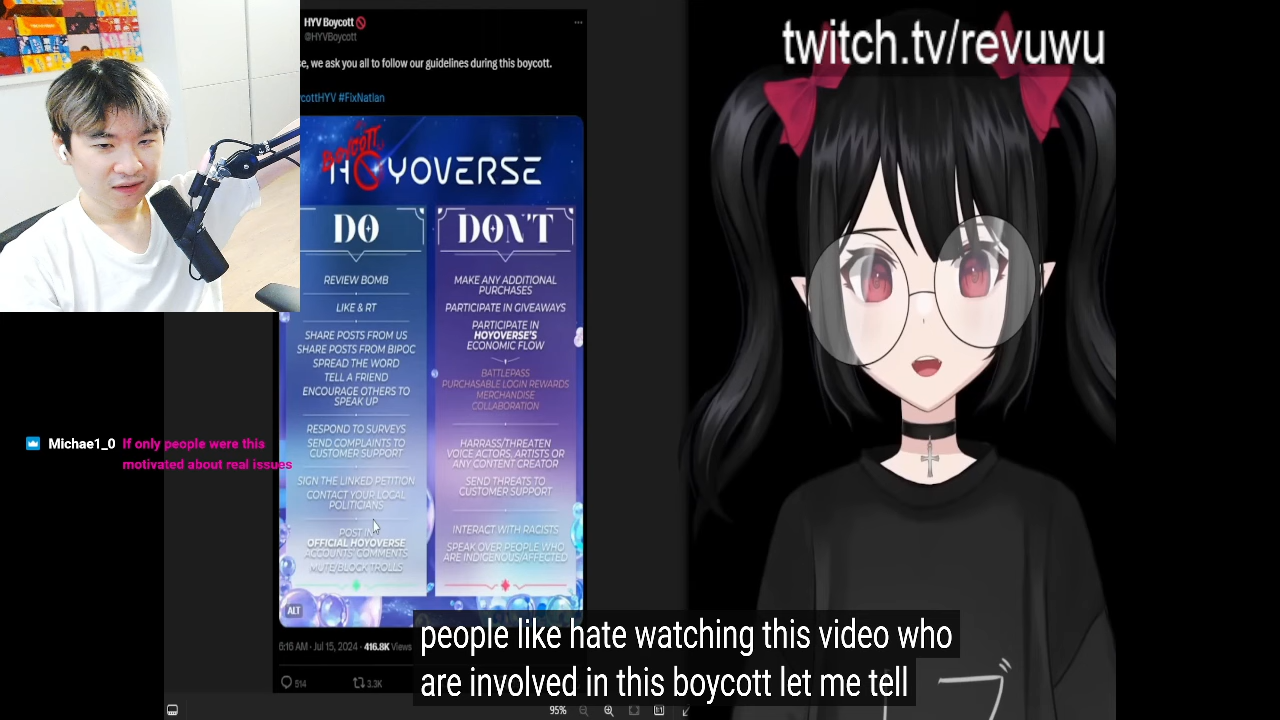 twitch.tv/revuwu
HYV Boycott
@HYVBoycott
se, we ask you all to follow our guidelines during this boycott.
cottHYV #FixNatlan
BOYCOTT
HOYOVERSE
DO
REVIEW BOMB
LIKE & RT
SHARE POSTS FROM US
SHARE POSTS FROM BIPOC
SPREAD THE WORD
TELL A FRIEND
ENCOURAGE OTHERS TO
SPEAK UP
RESPOND TO SURVEYS
SEND COMPLAINTS TO
CUSTOMER SUPPORT
SIGN THE LINKED PETITION
CONTACT YOUR LOCAL
POLITICIANS
POST IN
OFFICIAL HOYOVERSE
ACCOUNTS' COMMENTS
MUTE/BLOCK TROLLS
DON'T
MAKE ANY ADDITIONAL
PURCHASES
PARTICIPATE IN GIVEAWAYS
PARTICIPATE IN
HOYOVERSE'S
ECONOMIC FLOW
BATTLEPASS
PURCHASABLE LOGIN REWARDS
MERCHANDISE
COLLABORATION
HARRASS/THREATEN
VOICE ACTORS, ARTISTS OR
ANY CONTENT CREATOR
SEND THREATS TO
CUSTOMER SUPPORT
INTERACT WITH RACISTS
SPEAK OVER PEOPLE WHO
ARE INDIGENOUS/AFFECTED
ALT
6:16 AM · Jul 15, 2024 · 416.8K Views
514 3.3K
Michae1_0 If only people were this
motivated about real issues
people like hate watching this video who
are involved in this boycott let me tell
95%